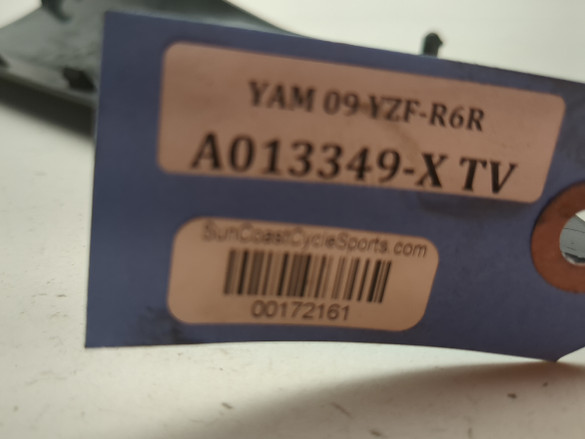 YAM 09 YZF-R6R
A013349-X TV
SunCoastCycleSports.com
00172161